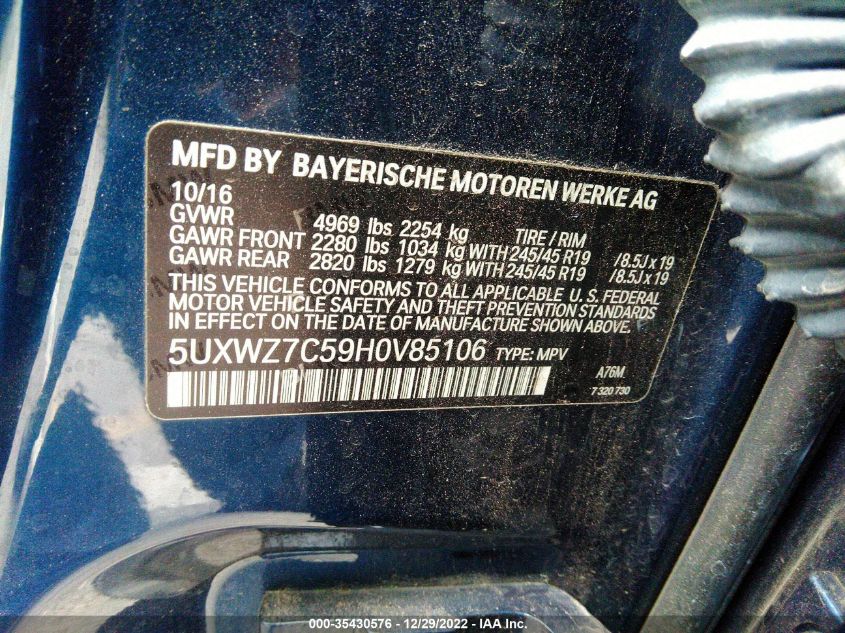 MFD BY BAYERISCHE MOTOREN WERKE AG
10/16
GVWR 4969 lbs 2254 kg TIRE / RIM
GAWR FRONT 2280 lbs 1034 kg WITH 245/45 R19 /8.5J x 19
GAWR REAR 2820 lbs 1279 kg WITH 245/45 R19 /8.5J x 19
THIS VEHICLE CONFORMS TO ALL APPLICABLE U. S. FEDERAL
MOTOR VEHICLE SAFETY AND THEFT PREVENTION STANDARDS
IN EFFECT ON THE DATE OF MANUFACTURE SHOWN ABOVE.
5UXWZ7C59H0V85106 TYPE: MPV
A76M
7 320 730
000-35430576 - 12/29/2022 - IAA Inc.